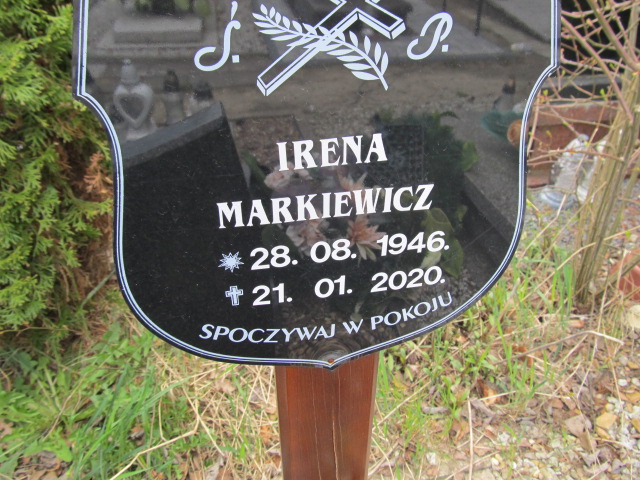 Ś. P.
IRENA
MARKIEWICZ
28. 08. 1946.
21. 01. 2020.
SPOCZYWAJ W POKOJU